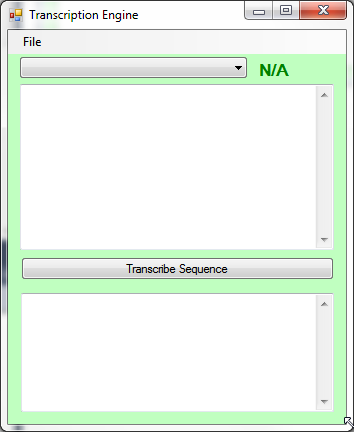 Transcription Engine
File
N/A
Transcribe Sequence